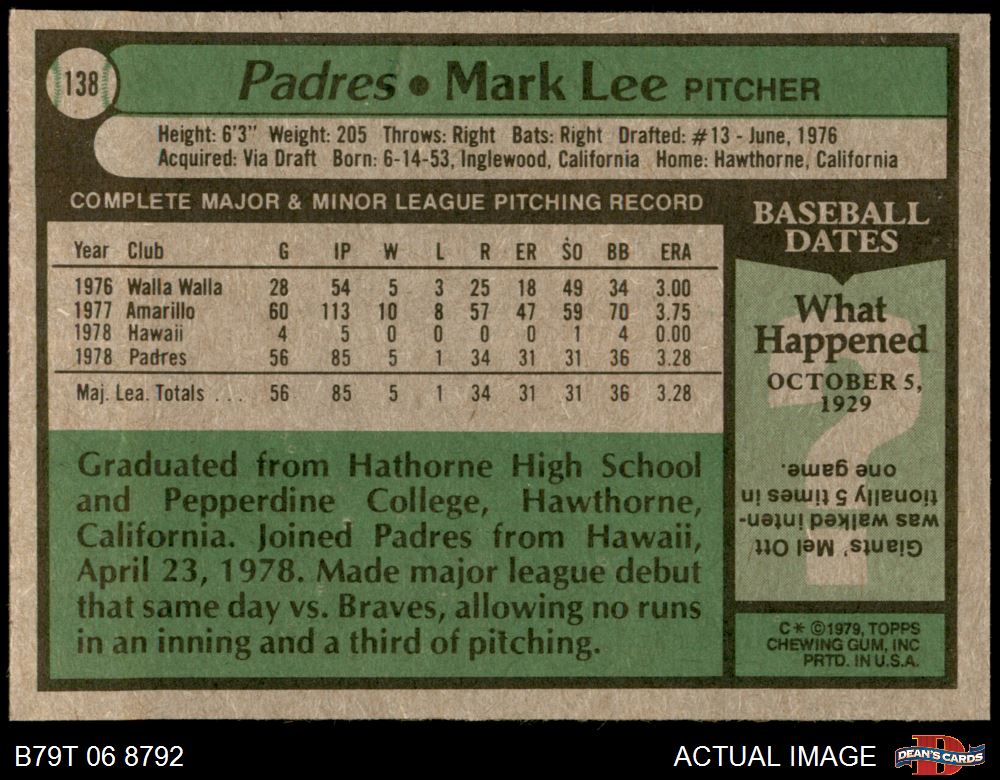 138
Padres • Mark Lee PITCHER
Height: 6'3" Weight: 205 Throws: Right Bats: Right Drafted: #13 - June, 1976
Acquired: Via Draft Born: 6-14-53, Inglewood, California Home: Hawthorne, California
COMPLETE MAJOR & MINOR LEAGUE PITCHING RECORD
Year Club G IP W L R ER SO BB ERA
1976 Walla Walla 28 54 5 3 25 18 49 34 3.00
1977 Amarillo 60 113 10 8 57 47 59 70 3.75
1978 Hawaii 4 5 0 0 0 0 1 4 0.00
1978 Padres 56 85 5 1 34 31 31 36 3.28
Maj. Lea. Totals . . . 56 85 5 1 34 31 31 36 3.28
Graduated from Hathorne High School
and Pepperdine College, Hawthorne,
California. Joined Padres from Hawaii,
April 23, 1978. Made major league debut
that same day vs. Braves, allowing no runs
in an inning and a third of pitching.
BASEBALL
DATES
What
Happened
OCTOBER 5,
1929
Giants' Mel Ott
was walked inten-
tionally 5 times in
one game.
C* ©1979, TOPPS
CHEWING GUM, INC
PRTD. IN U.S.A.
B79T 06 8792
ACTUAL IMAGE
D
DEAN'S CARDS